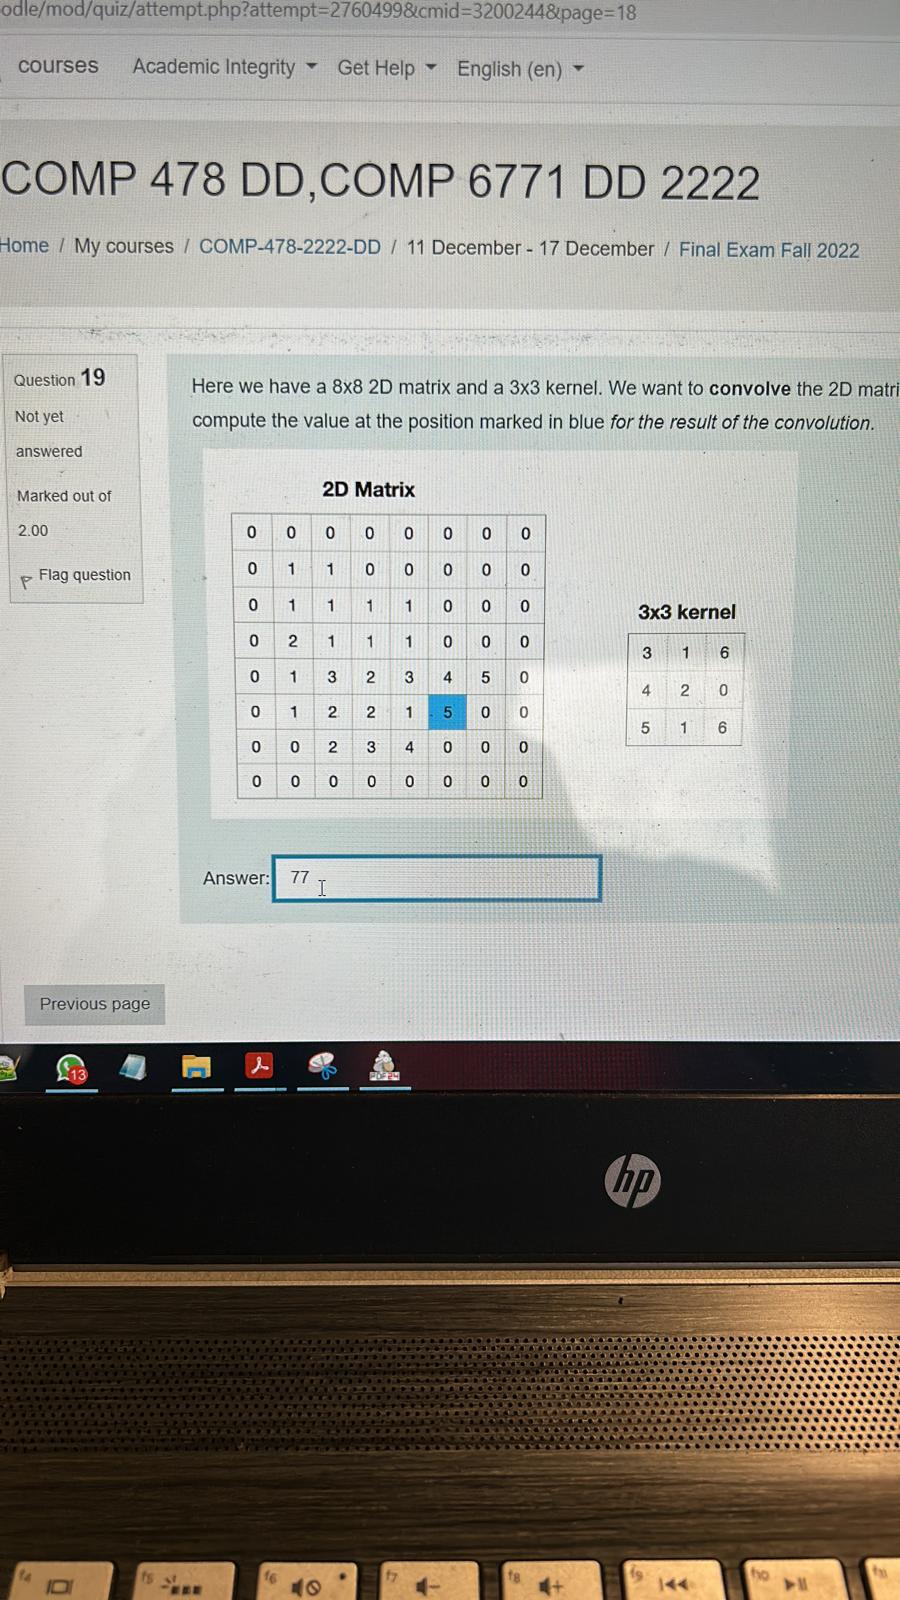 odle/mod/quiz/attempt.php?attempt=2760499&cmid=3200244&page=18
courses Academic Integrity Get Help English (en)
COMP 478 DD,COMP 6771 DD 2222
Home / My courses / COMP-478-2222-DD / 11 December - 17 December / Final Exam Fall 2022
Question 19
Not yet
answered
Marked out of
2.00
Flag question
Here we have a 8x8 2D matrix and a 3x3 kernel. We want to convolve the 2D matri
compute the value at the position marked in blue for the result of the convolution.
2D Matrix
0 0 0 0 0 0 0 0
0 1 1 0 0 0 0 0
0 1 1 1 1 0 0 0
0 2 1 1 1 0 0 0
0 1 3 2 3 4 5 0
0 1 2 2 1 5 0 0
0 0 2 3 4 0 0 0
0 0 0 0 0 0 0 0
3x3 kernel
3 1 6
4 2 0
5 1 6
Answer: 77
Previous page
13
PDF24
hp
f4 f5 f6 f7 f8 f9 f10 f11